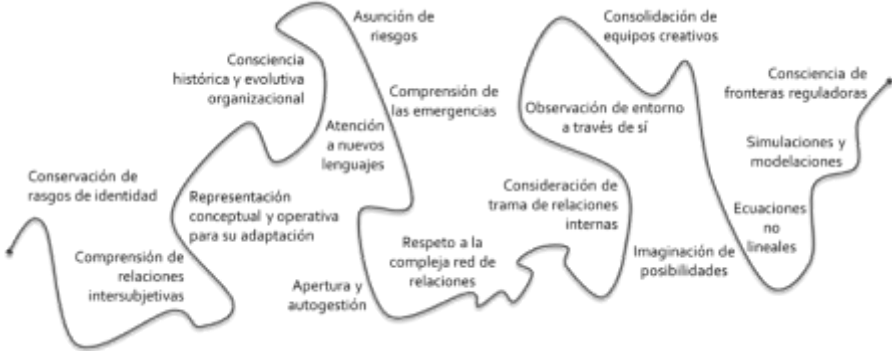 Conservación de
rasgos de identidad
Comprensión de
relaciones
intersubjetivas
Representación
conceptual y operativa
para su adaptación
Consciencia
histórica y evolutiva
organizacional
Asunción de
riesgos
Atención
a nuevos
lenguajes
Comprensión de
las emergencias
Apertura y
autogestión
Respeto a la
compleja red de
relaciones
Consideración de
trama de relaciones
internas
Observación de entorno
a través de sí
Consolidación de
equipos creativos
Imaginación de
posibilidades
Ecuaciones
no
lineales
Simulaciones y
modelaciones
Consciencia de
fronteras reguladoras